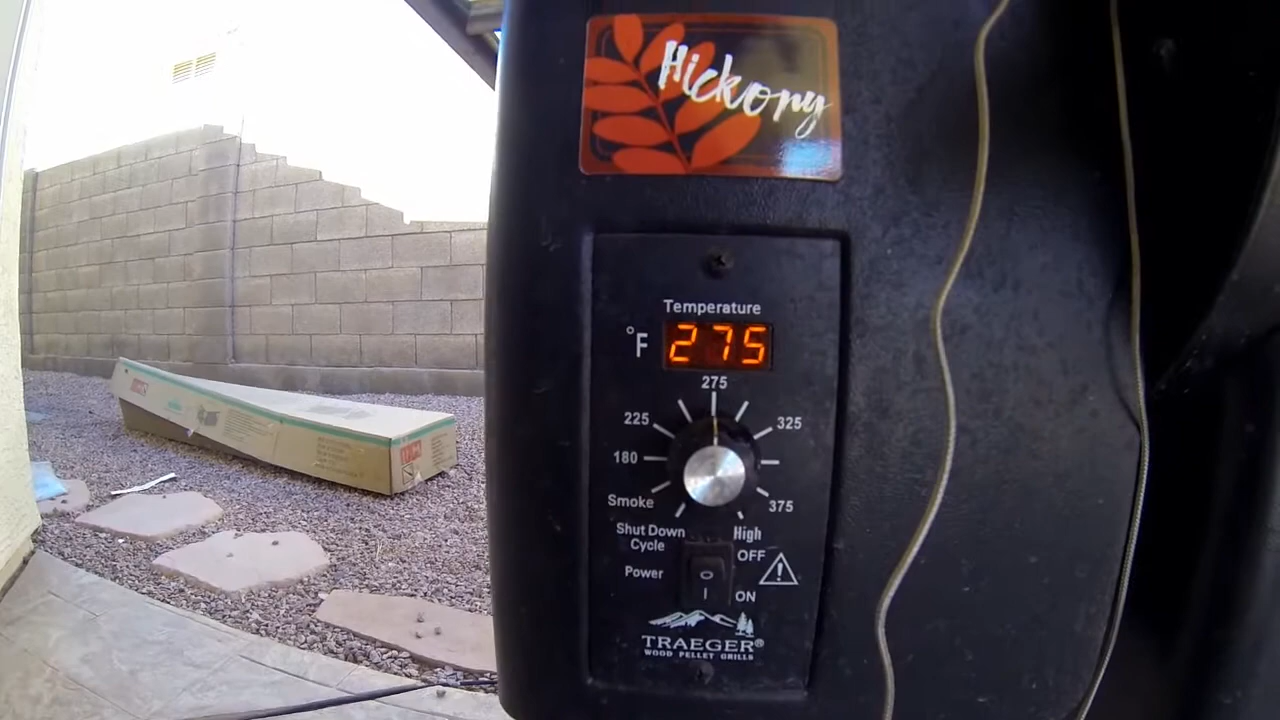 Hickory
Temperature
°F 275
275
225
325
180
Smoke
375
Shut Down
Cycle
High
OFF
Power
ON
TRAEGER®
WOOD PELLET GRILLS